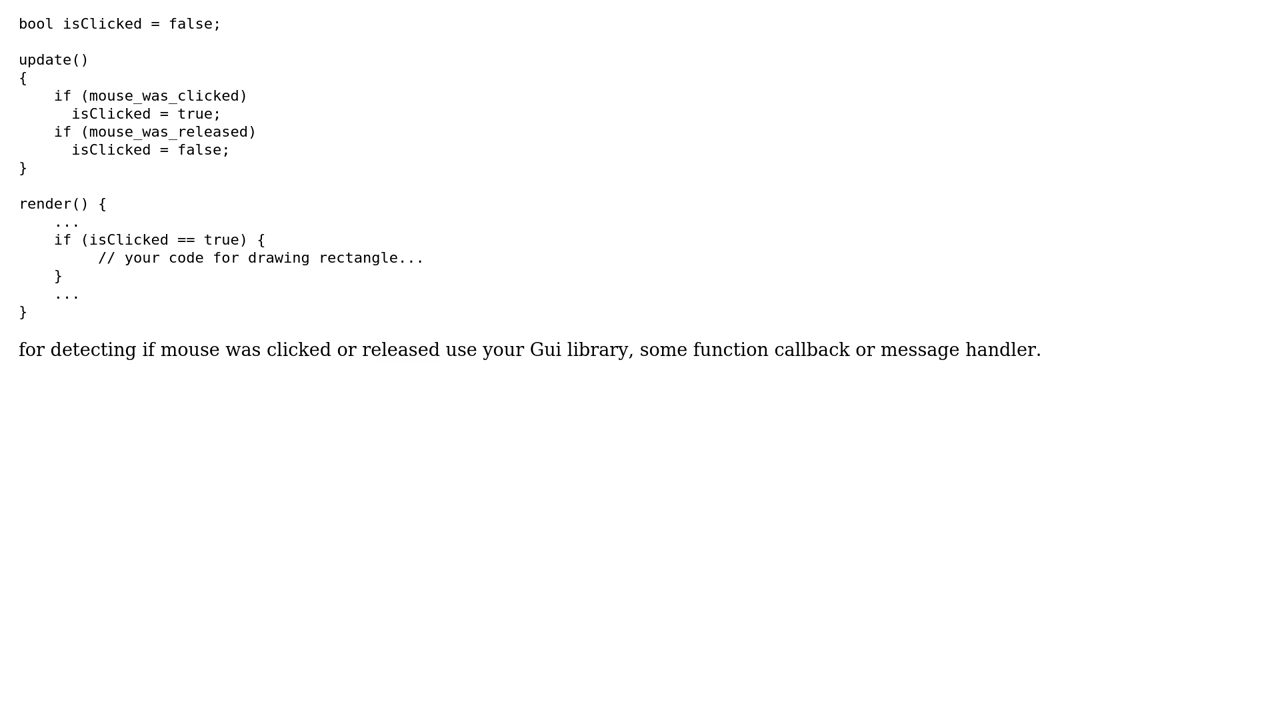 bool isClicked = false;

update()
{
    if (mouse_was_clicked)
      isClicked = true;
    if (mouse_was_released)
      isClicked = false;
}

render() {
    ...
    if (isClicked == true) {
         // your code for drawing rectangle...
    }
    ...
}
for detecting if mouse was clicked or released use your Gui library, some function callback or message handler.